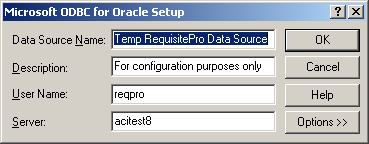 Microsoft ODBC for Oracle Setup
Data Source Name: Temp RequisitePro Data Source OK
Description: For configuration purposes only Cancel
User Name: reqpro Help
Server: acitest8 Options >>